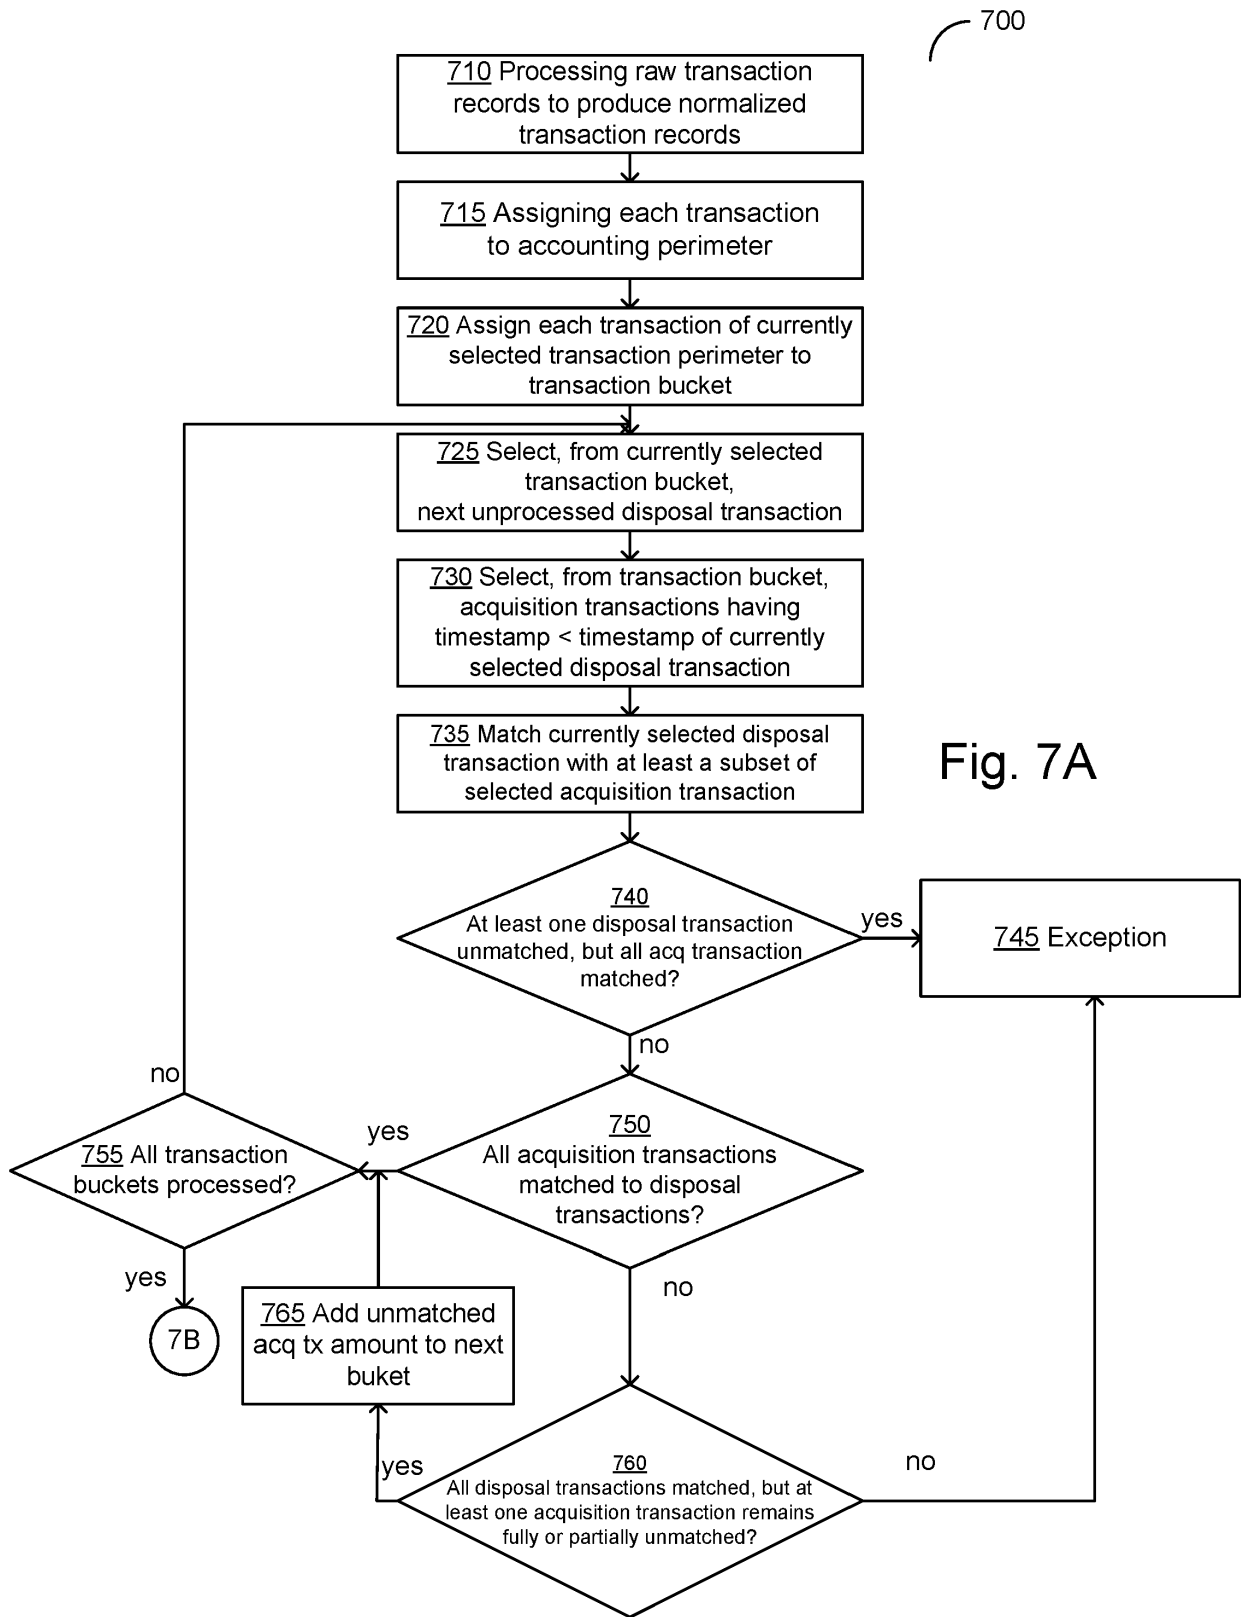 700
710 Processing raw transaction
records to produce normalized
transaction records
715 Assigning each transaction
to accounting perimeter
720 Assign each transaction of currently
selected transaction perimeter to
transaction bucket
725 Select, from currently selected
transaction bucket,
next unprocessed disposal transaction
730 Select, from transaction bucket,
acquisition transactions having
timestamp < timestamp of currently
selected disposal transaction
735 Match currently selected disposal
transaction with at least a subset of
selected acquisition transaction
Fig. 7A
740
At least one disposal transaction
unmatched, but all acq transaction
matched?
yes
745 Exception
no
750
All acquisition transactions
matched to disposal
transactions?
yes
no
755 All transaction
buckets processed?
no
yes
7B
765 Add unmatched
acq tx amount to next
buket
760
All disposal transactions matched, but at
least one acquisition transaction remains
fully or partially unmatched?
yes
no